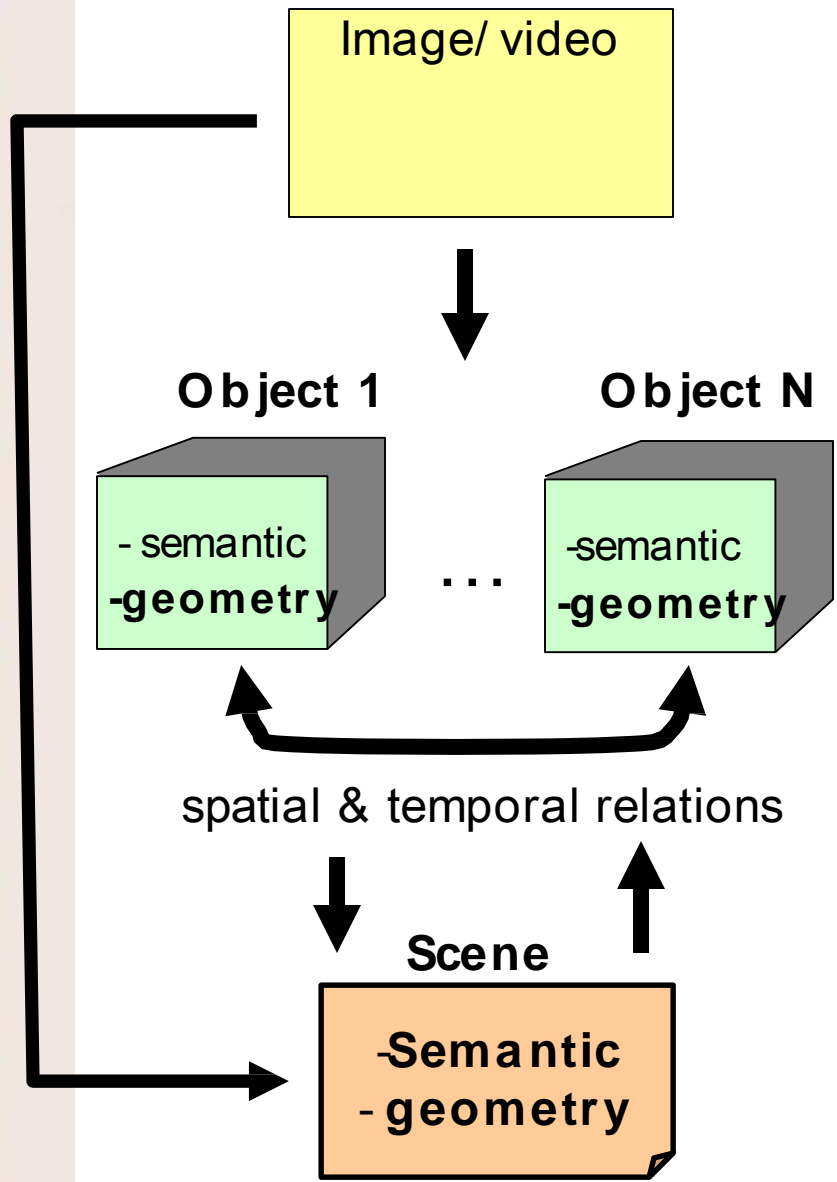 Image/ video
Object 1
Object N
- semantic
-geometry
...
-semantic
-geometry
spatial & temporal relations
Scene
-Semantic
- geometry